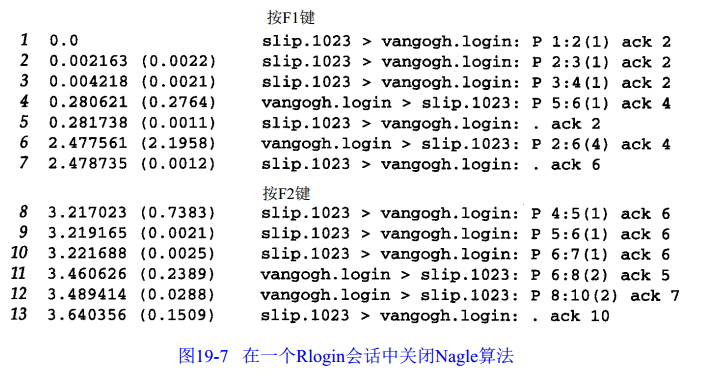 按F1键
1 0.0 slip.1023 > vangogh.login: P 1:2(1) ack 2
2 0.002163 (0.0022) slip.1023 > vangogh.login: P 2:3(1) ack 2
3 0.004218 (0.0021) slip.1023 > vangogh.login: P 3:4(1) ack 2
4 0.280621 (0.2764) vangogh.login > slip.1023: P 5:6(1) ack 4
5 0.281738 (0.0011) slip.1023 > vangogh.login: . ack 2
6 2.477561 (2.1958) vangogh.login > slip.1023: P 2:6(4) ack 4
7 2.478735 (0.0012) slip.1023 > vangogh.login: . ack 6
按F2键
8 3.217023 (0.7383) slip.1023 > vangogh.login: P 4:5(1) ack 6
9 3.219165 (0.0021) slip.1023 > vangogh.login: P 5:6(1) ack 6
10 3.221688 (0.0025) slip.1023 > vangogh.login: P 6:7(1) ack 6
11 3.460626 (0.2389) vangogh.login > slip.1023: P 6:8(2) ack 5
12 3.489414 (0.0288) vangogh.login > slip.1023: P 8:10(2) ack 7
13 3.640356 (0.1509) slip.1023 > vangogh.login: . ack 10
图19-7 在一个Rlogin会话中关闭Nagle算法